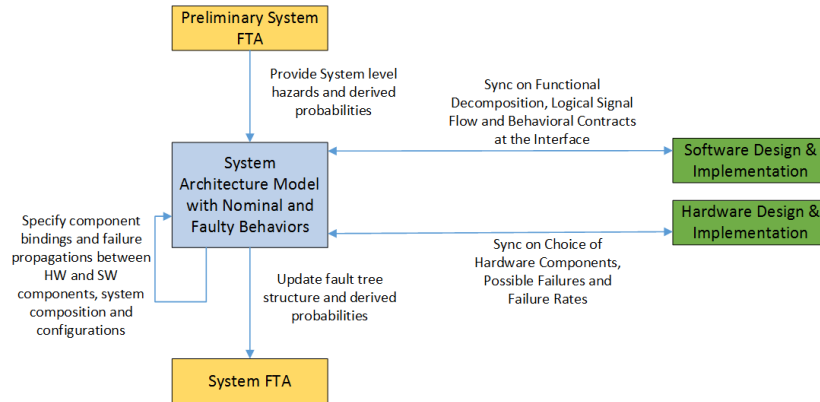 Preliminary System
FTA
Provide System level
hazards and derived
probabilities
Sync on Functional
Decomposition, Logical Signal
Flow and Behavioral Contracts
at the Interface
System
Architecture Model
with Nominal and
Faulty Behaviors
Software Design &
Implementation
Hardware Design &
Implementation
Specify component
bindings and failure
propagations between
HW and SW
components, system
composition and
configurations
Sync on Choice of
Hardware Components,
Possible Failures and
Failure Rates
Update fault tree
structure and derived
probabilities
System FTA